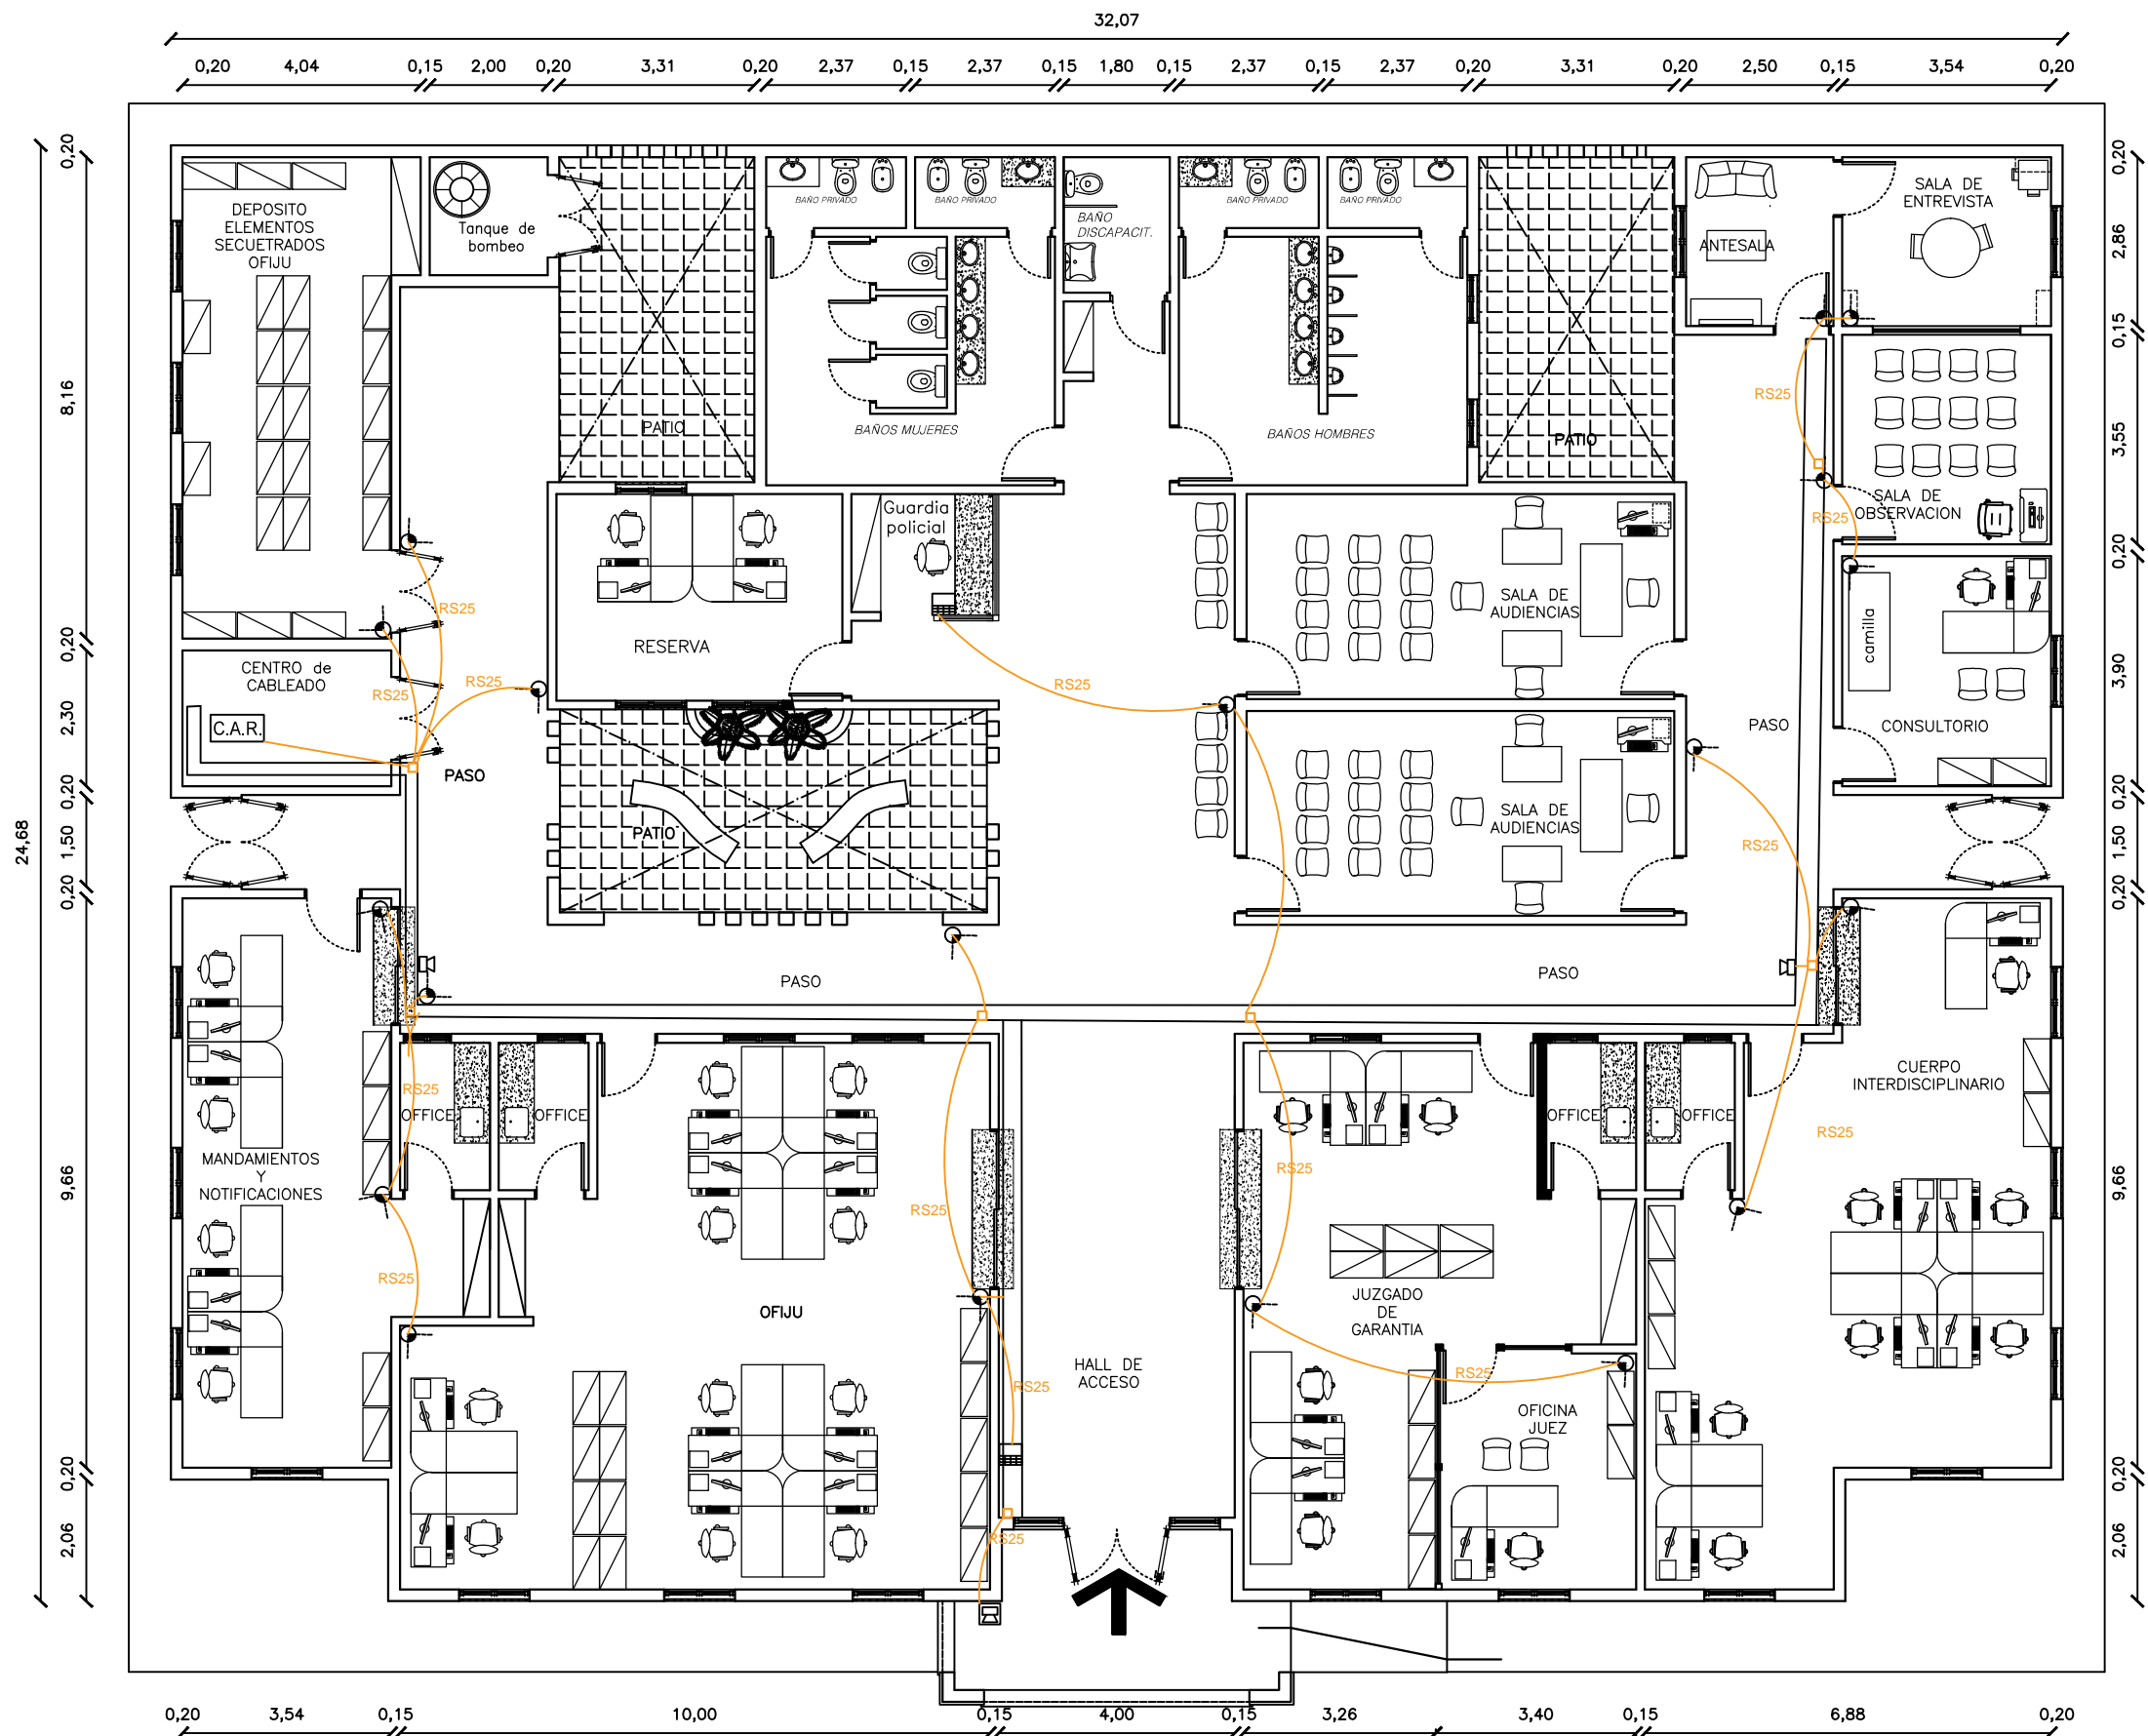 32,07
0,20 4,04 0,15 2,00 0,20 3,31 0,20 2,37 0,15 2,37 0,15 1,80 0,15 2,37 0,15 2,37 0,20 3,31 0,20 2,50 0,15 3,54 0,20
24,68
0,20
8,16
0,20
2,30
0,20
1,50
0,20
9,66
0,20
2,06
DEPOSITO
ELEMENTOS
SECUETRADOS
OFIJU
Tanque de
bombeo
PATIO
BAÑO PRIVADO
BAÑO PRIVADO
BAÑO
DISCAPACIT.
BAÑO PRIVADO
BAÑO PRIVADO
BAÑOS MUJERES
BAÑOS HOMBRES
PATIO
ANTESALA
SALA DE
ENTREVISTA
RS25
SALA DE
OBSERVACION
RS25
Guardia
policial
RESERVA
SALA DE
AUDIENCIAS
camilla
CONSULTORIO
CENTRO de
CABLEADO
C.A.R.
RS25
RS25
RS25
RS25
PASO
PASO
PATIO
SALA DE
AUDIENCIAS
RS25
PASO
PASO
RS25
OFFICE
OFFICE
OFFICE
OFFICE
CUERPO
INTERDISCIPLINARIO
RS25
MANDAMIENTOS
Y
NOTIFICACIONES
RS25
RS25
RS25
OFIJU
JUZGADO
DE
GARANTIA
HALL DE
ACCESO
RS25
RS25
OFICINA
JUEZ
RS25
0,20
2,86
0,15
3,55
0,20
3,90
0,20
1,50
0,20
9,66
0,20
2,06
0,20 3,54 0,15 10,00 0,15 4,00 0,15 3,26 3,40 0,15 6,88 0,20